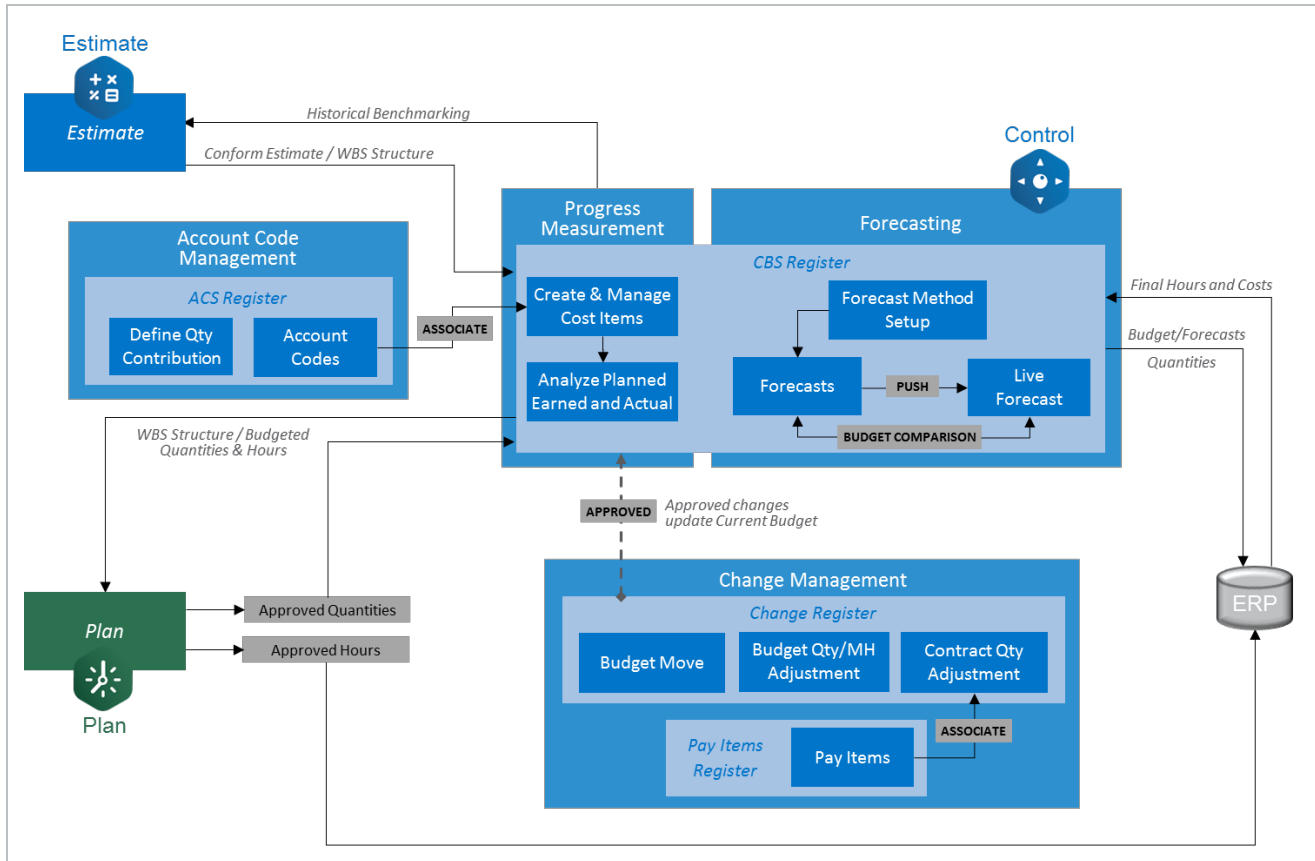 Estimate
Estimate
Historical Benchmarking
Conform Estimate / WBS Structure
Control
Progress
Measurement
Forecasting
Account Code
Management
ACS Register
Define Qty
Contribution
Account
Codes
ASSOCIATE
CBS Register
Create & Manage
Cost Items
Analyze Planned
Earned and Actual
Forecast Method
Setup
Forecasts
PUSH
Live
Forecast
BUDGET COMPARISON
Final Hours and Costs
Budget/Forecasts
Quantities
WBS Structure / Budgeted
Quantities & Hours
APPROVED
Approved changes
update Current Budget
Plan
Plan
Approved Quantities
Approved Hours
Change Management
Change Register
Budget Move
Budget Qty/MH
Adjustment
Contract Qty
Adjustment
ASSOCIATE
Pay Items
Register
Pay Items
ERP